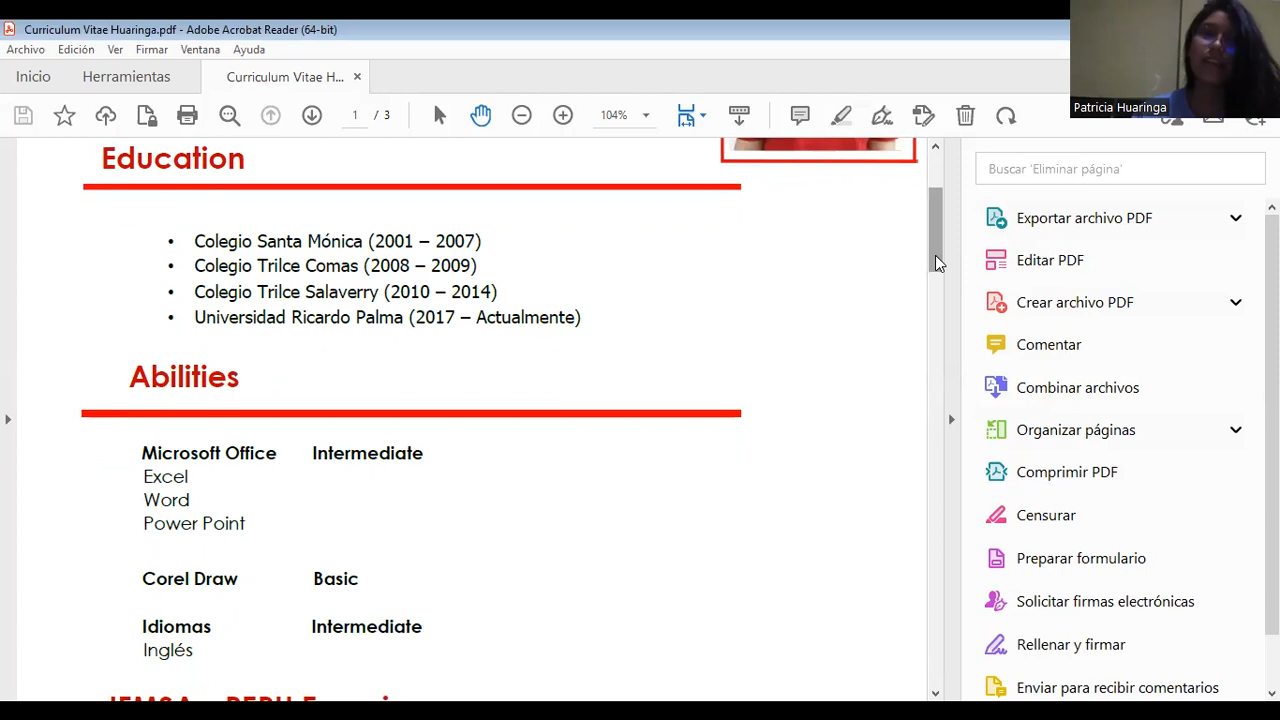 Curriculum Vitae Huaringa.pdf - Adobe Acrobat Reader (64-bit)
Archivo Edición Ver Firmar Ventana Ayuda
Inicio Herramientas Curriculum Vitae H... ×
1 / 3 104%
Patricia Huaringa
Education
• Colegio Santa Mónica (2001 – 2007)
• Colegio Trilce Comas (2008 – 2009)
• Colegio Trilce Salaverry (2010 – 2014)
• Universidad Ricardo Palma (2017 – Actualmente)
Abilities
Microsoft Office Intermediate
Excel
Word
Power Point
Corel Draw Basic
Idiomas Intermediate
Inglés
Buscar 'Eliminar página'
Exportar archivo PDF
Editar PDF
Crear archivo PDF
Comentar
Combinar archivos
Organizar páginas
Comprimir PDF
Censurar
Preparar formulario
Solicitar firmas electrónicas
Rellenar y firmar
Enviar para recibir comentarios